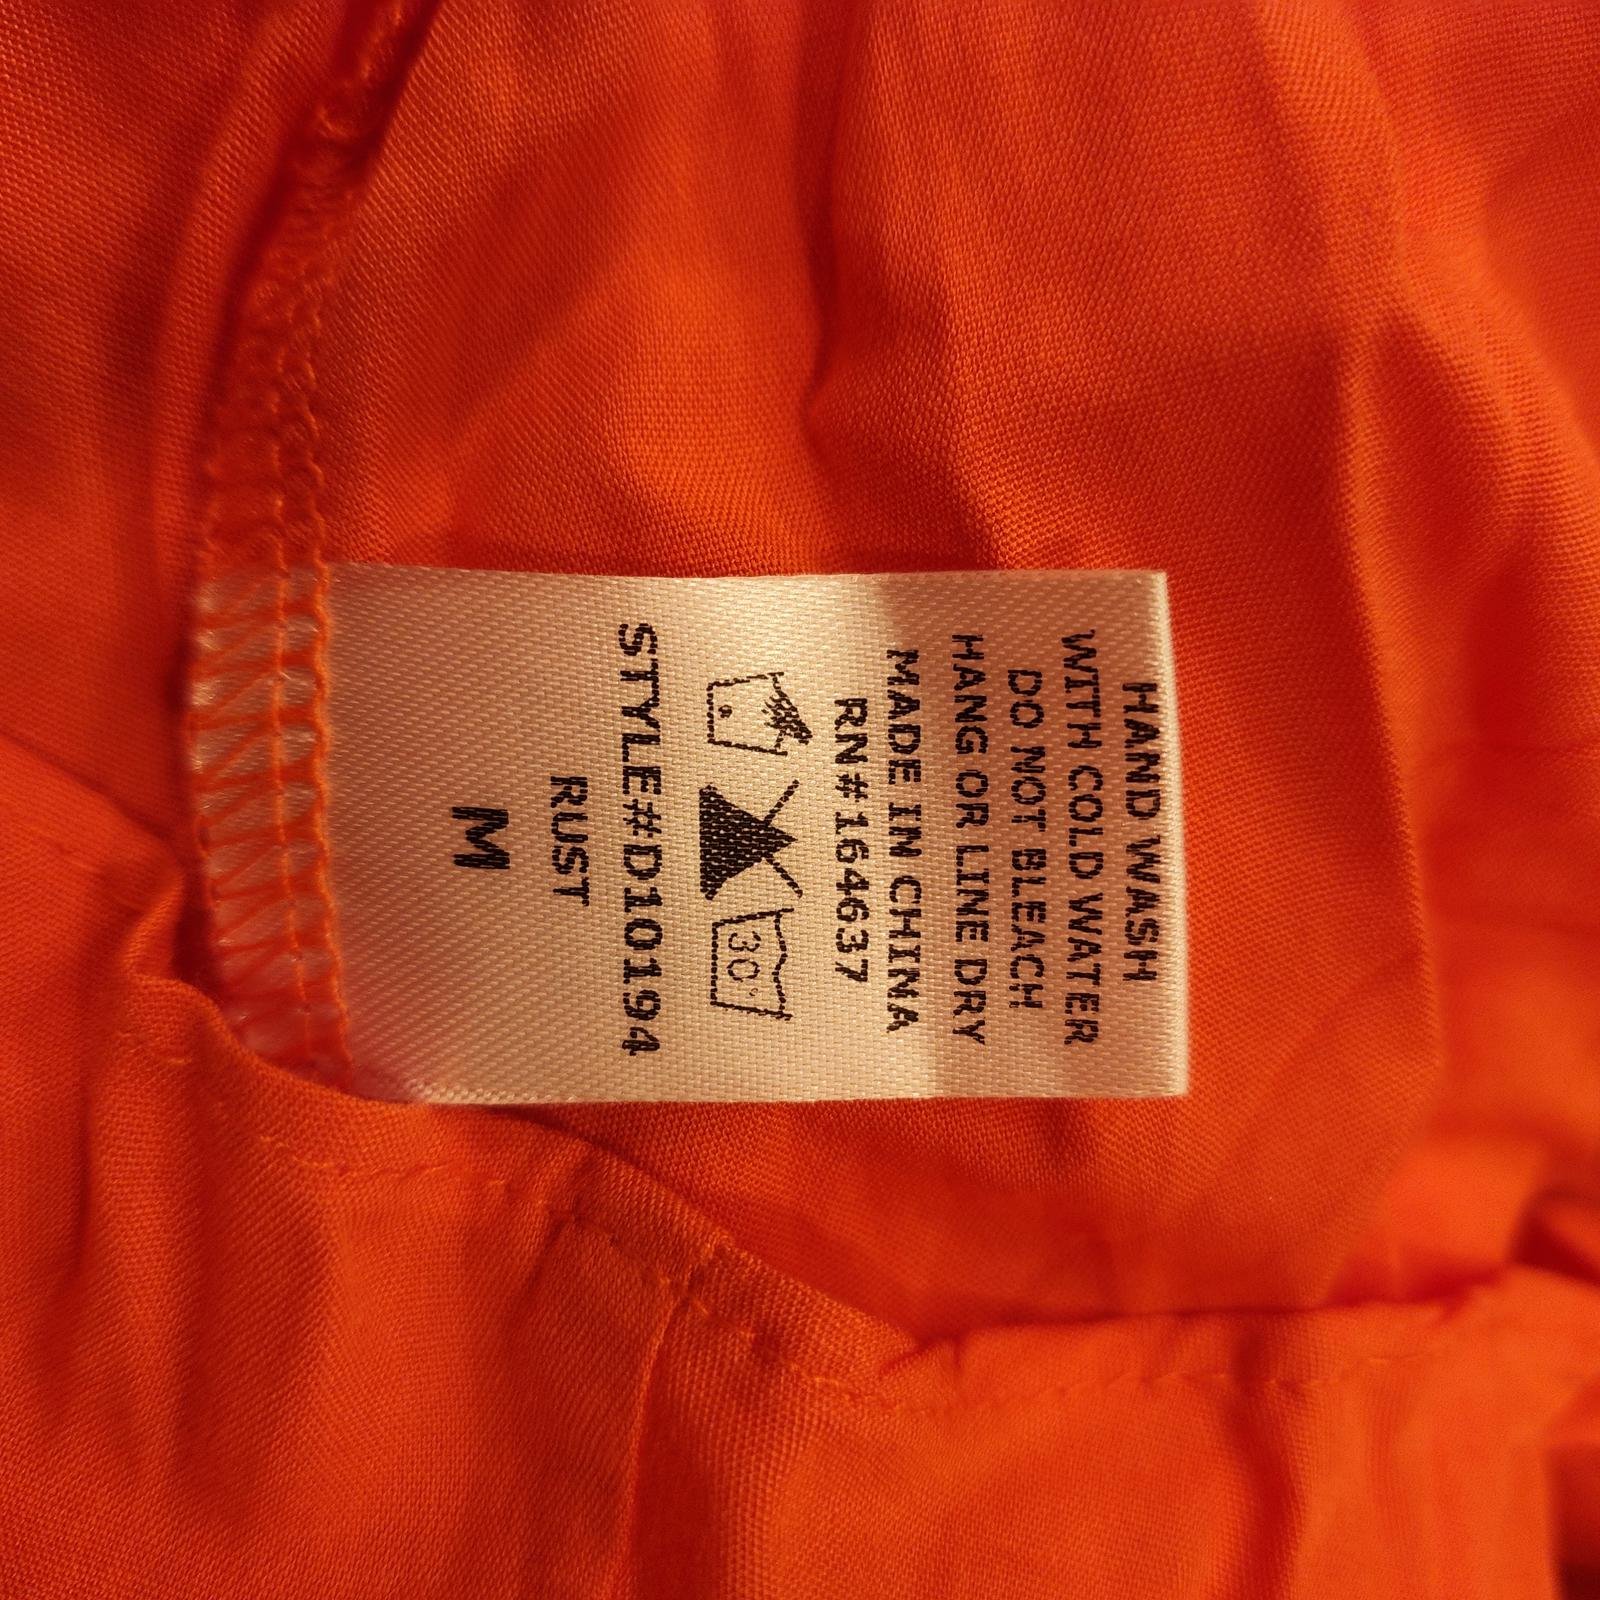 M
RUST
STYLE#D101194
30°
RN#164637
MADE IN CHINA
HANG OR LINE DRY
DO NOT BLEACH
WITH COLD WATER
HAND WASH